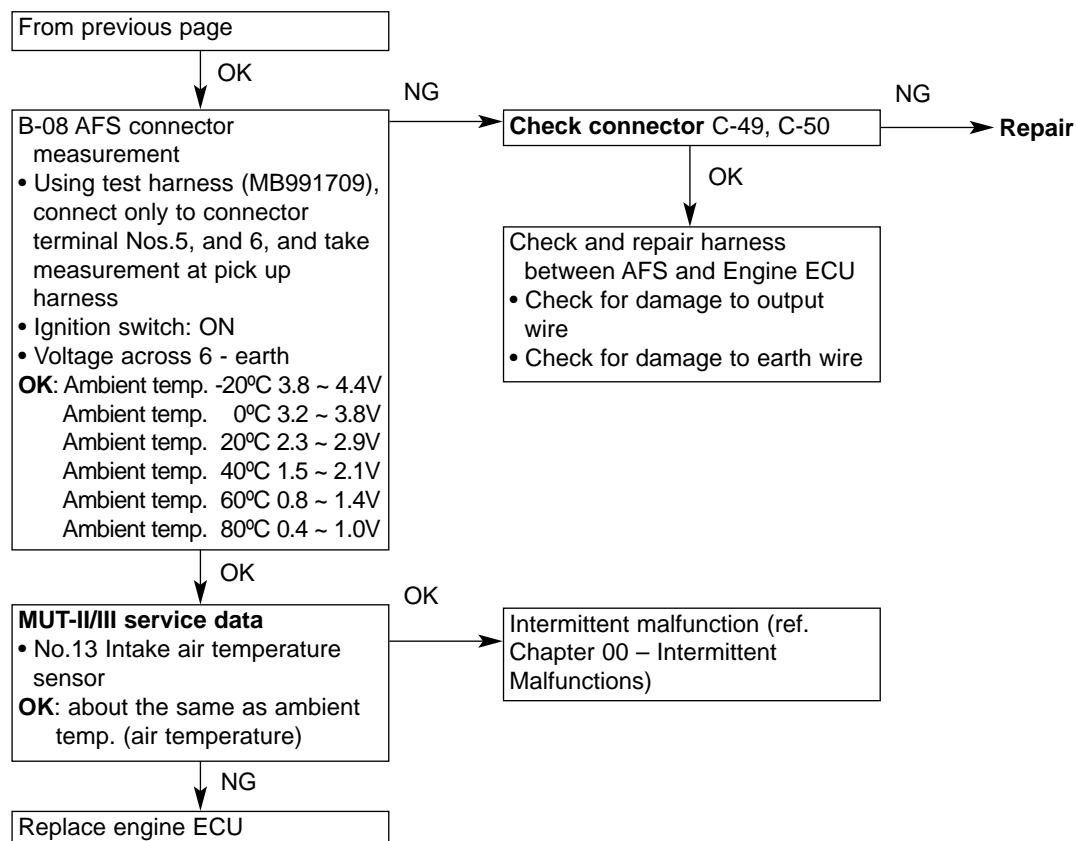 From previous page
OK
NG
NG
B-08 AFS connector
measurement
• Using test harness (MB991709),
connect only to connector
terminal Nos.5, and 6, and take
measurement at pick up
harness
• Ignition switch: ON
• Voltage across 6 - earth
OK: Ambient temp. -20ºC 3.8 ~ 4.4V
Ambient temp. 0ºC 3.2 ~ 3.8V
Ambient temp. 20ºC 2.3 ~ 2.9V
Ambient temp. 40ºC 1.5 ~ 2.1V
Ambient temp. 60ºC 0.8 ~ 1.4V
Ambient temp. 80ºC 0.4 ~ 1.0V
Check connector C-49, C-50
Repair
OK
Check and repair harness
between AFS and Engine ECU
• Check for damage to output
wire
• Check for damage to earth wire
OK
MUT-II/III service data
• No.13 Intake air temperature
sensor
OK: about the same as ambient
temp. (air temperature)
OK
Intermittent malfunction (ref.
Chapter 00 – Intermittent
Malfunctions)
NG
Replace engine ECU